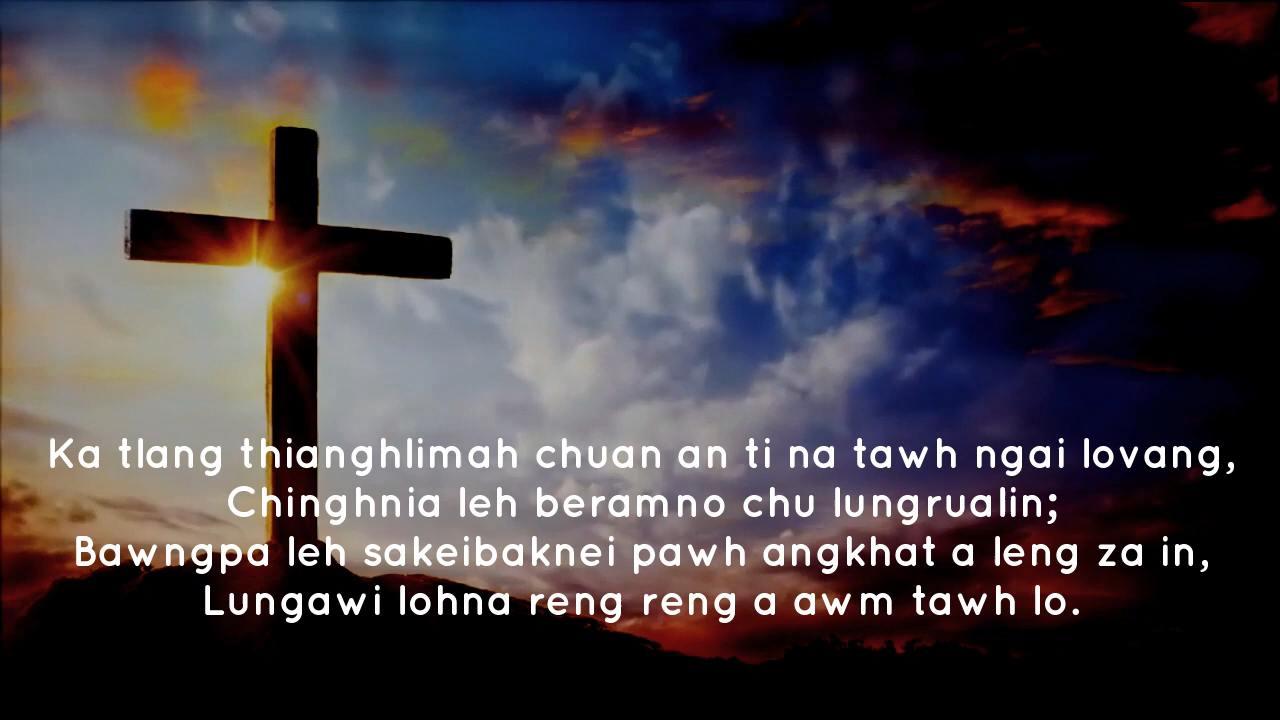 Ka tlang thianghlimah chuan an ti na tawh ngai lovang,
Chinghnia leh beramno chu lungrualin;
Bawngpa leh sakeibaknei pawh angkhat a leng za in,
Lungawi lohna reng reng a awm tawh lo.